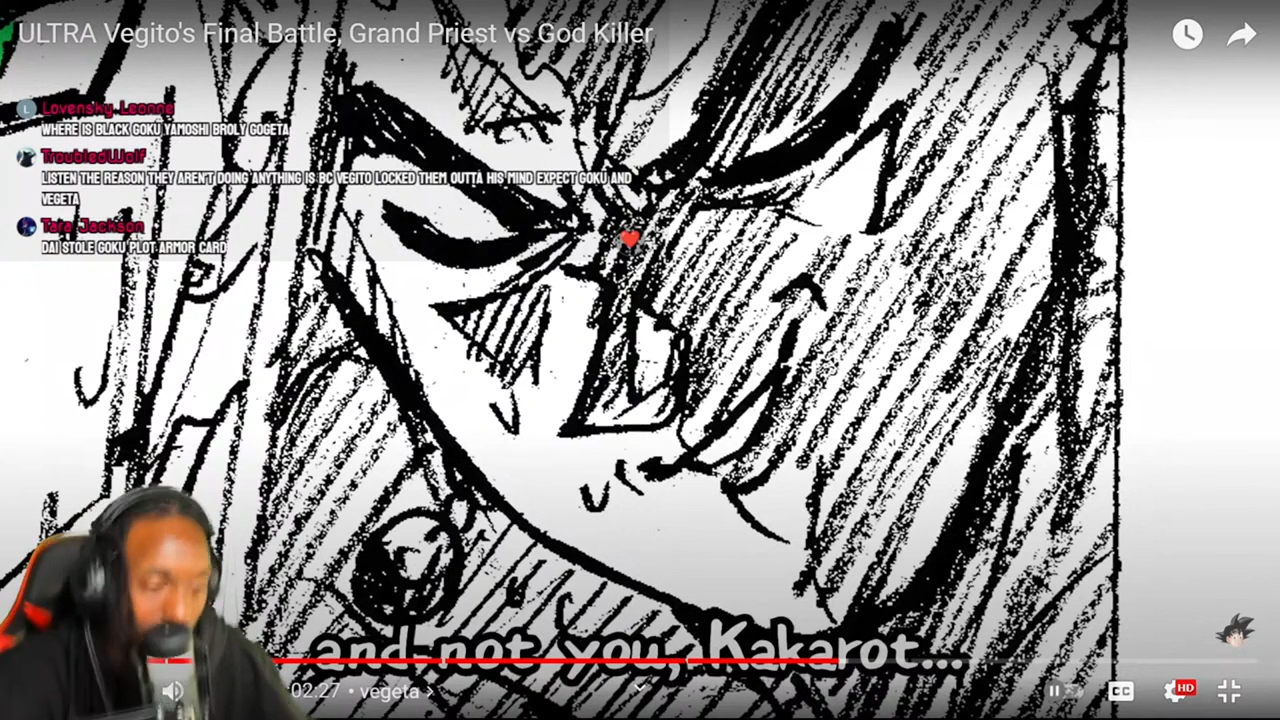 ULTRA Vegito's Final Battle, Grand Priest vs God Killer
Lovensky Leonne
WHERE IS BLACK GOKU YAMOSHI BROLY GOGETA
TroubledWolf
LISTEN THE REASON THEY AREN'T DOING ANYTHING IS BC VEGITO LOCKED THEM OUTTA HIS MIND EXPECT GOKU AND
VEGETA
Tara Jackson
DAI STOLE GOKU PLOT ARMOR CARD
and not you, Kakarot...
02:27 • vegeta >
CC
HD